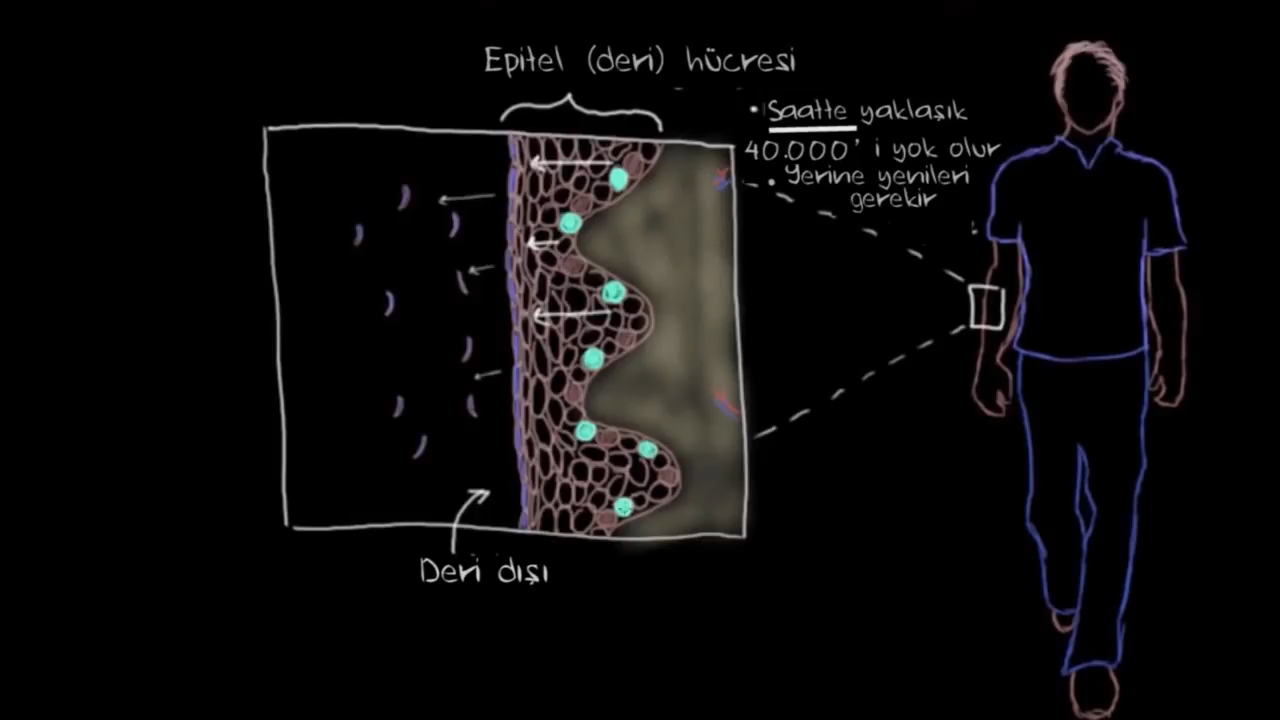 Epitel (deri) hücresi
• Saatte yaklaşık
40.000' i yok olur
• Yerine yenileri
gerekir
Deri dışı